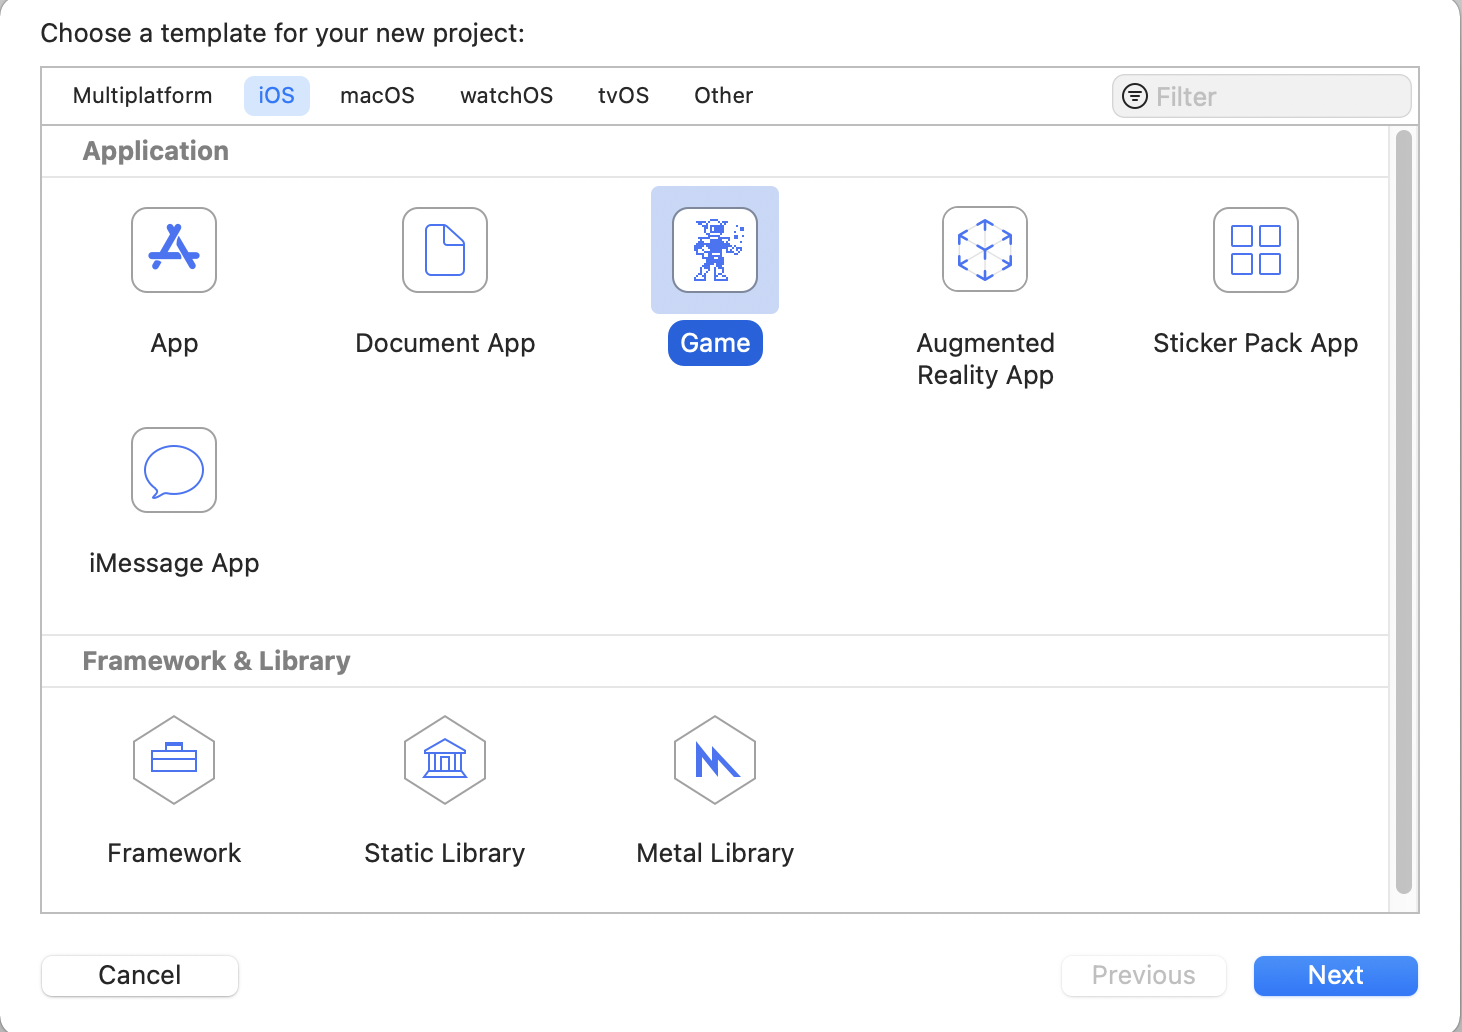 Choose a template for your new project:
Multiplatform iOS macOS watchOS tvOS Other Filter
Application
App Document App Game Augmented Reality App Sticker Pack App
iMessage App
Framework & Library
Framework Static Library Metal Library
Cancel Previous Next